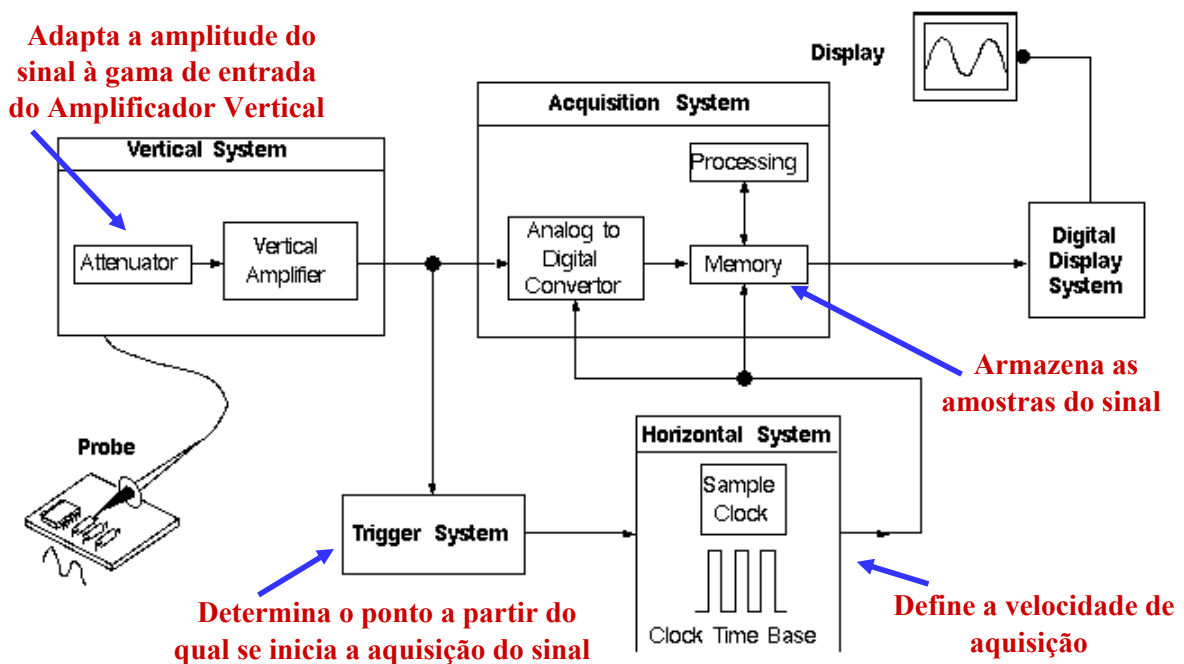 Adapta a amplitude do
sinal à gama de entrada
do Amplificador Vertical
Display
Acquisition System
Vertical System
Processing
Attenuator
Vertical
Amplifier
Analog to
Digital
Convertor
Memory
Digital
Display
System
Armazena as
amostras do sinal
Probe
Horizontal System
Sample
Clock
Trigger System
Clock Time Base
Determina o ponto a partir do
qual se inicia a aquisição do sinal
Define a velocidade de
aquisição